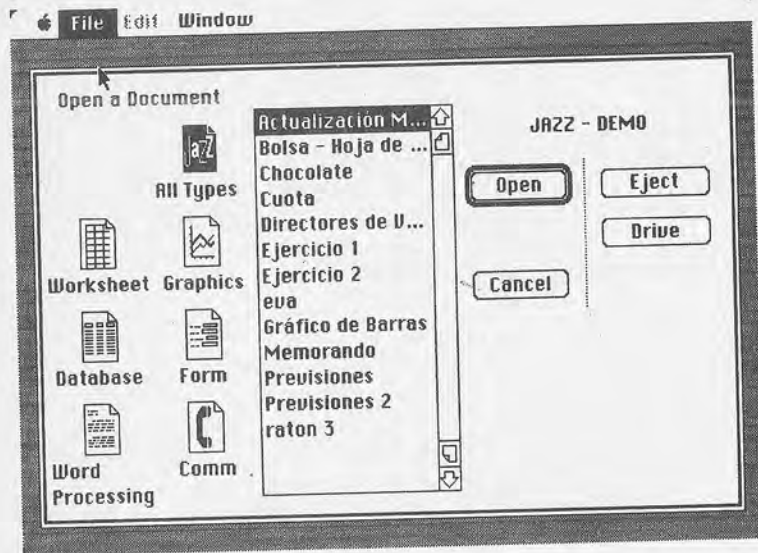 File Edit Window
Open a Document
Jazz
All Types
Worksheet Graphics
Database Form
Word Processing
Comm
Actualización M...
Bolsa - Hoja de ...
Chocolate
Cuota
Directores de V...
Ejercicio 1
Ejercicio 2
eva
Gráfico de Barras
Memorando
Previsiones
Previsiones 2
raton 3
JAZZ - DEMO
Open
Eject
Drive
Cancel